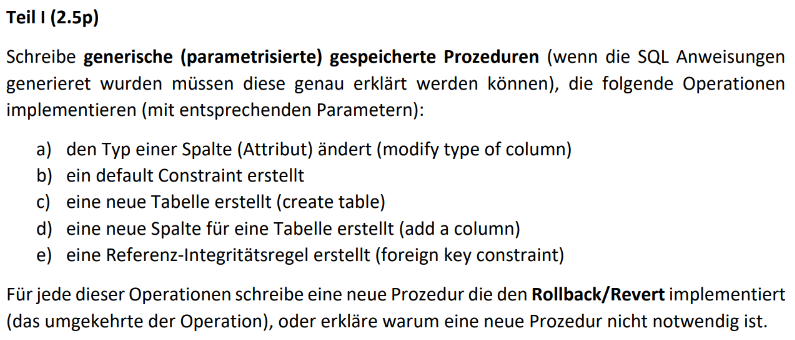 Teil I (2.5p)
Schreibe generische (parametrisierte) gespeicherte Prozeduren (wenn die SQL Anweisungen
generieret wurden müssen diese genau erklärt werden können), die folgende Operationen
implementieren (mit entsprechenden Parametern):
a) den Typ einer Spalte (Attribut) ändert (modify type of column)
b) ein default Constraint erstellt
c) eine neue Tabelle erstellt (create table)
d) eine neue Spalte für eine Tabelle erstellt (add a column)
e) eine Referenz-Integritätsregel erstellt (foreign key constraint)
Für jede dieser Operationen schreibe eine neue Prozedur die den Rollback/Revert implementiert
(das umgekehrte der Operation), oder erkläre warum eine neue Prozedur nicht notwendig ist.